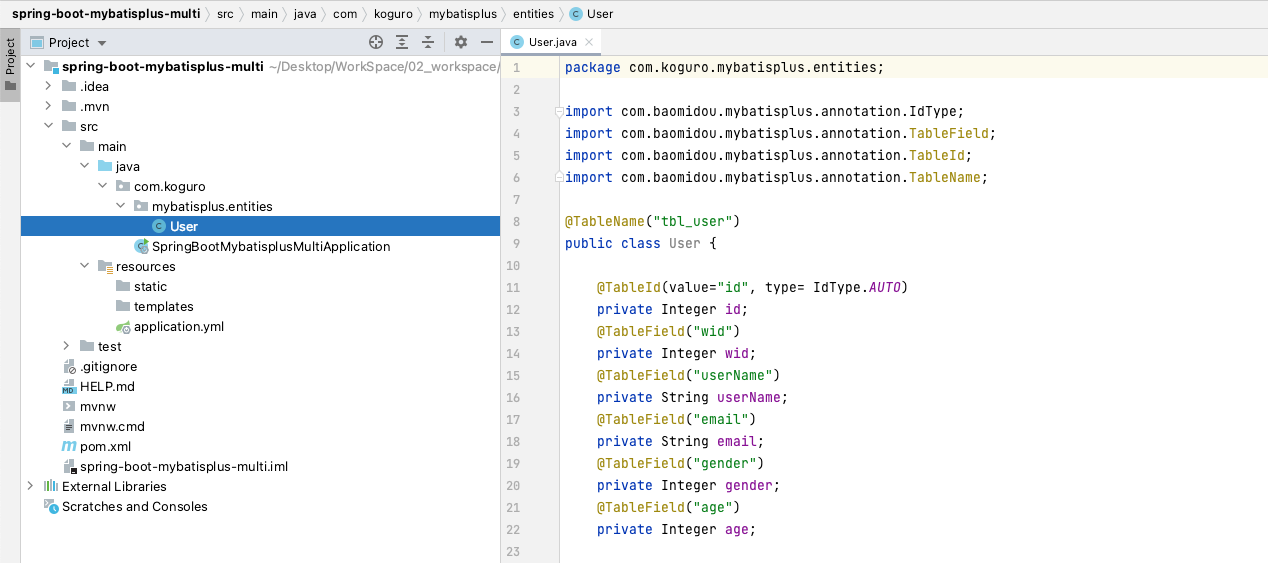 spring-boot-mybatisplus-multi src main java com koguro mybatisplus entities User
Project
Project
spring-boot-mybatisplus-multi ~/Desktop/WorkSpace/02_workspace/
.idea
.mvn
src
main
java
com.koguro
mybatisplus.entities
User
SpringBootMybatisplusMultiApplication
resources
static
templates
application.yml
test
.gitignore
HELP.md
mvnw
mvnw.cmd
pom.xml
spring-boot-mybatisplus-multi.iml
External Libraries
Scratches and Consoles
User.java
1 package com.koguro.mybatisplus.entities;
2
3 import com.baomidou.mybatisplus.annotation.IdType;
4 import com.baomidou.mybatisplus.annotation.TableField;
5 import com.baomidou.mybatisplus.annotation.TableId;
6 import com.baomidou.mybatisplus.annotation.TableName;
7
8 @TableName("tbl_user")
9 public class User {
10
11 @TableId(value="id", type= IdType.AUTO)
12 private Integer id;
13 @TableField("wid")
14 private Integer wid;
15 @TableField("userName")
16 private String userName;
17 @TableField("email")
18 private String email;
19 @TableField("gender")
20 private Integer gender;
21 @TableField("age")
22 private Integer age;
23